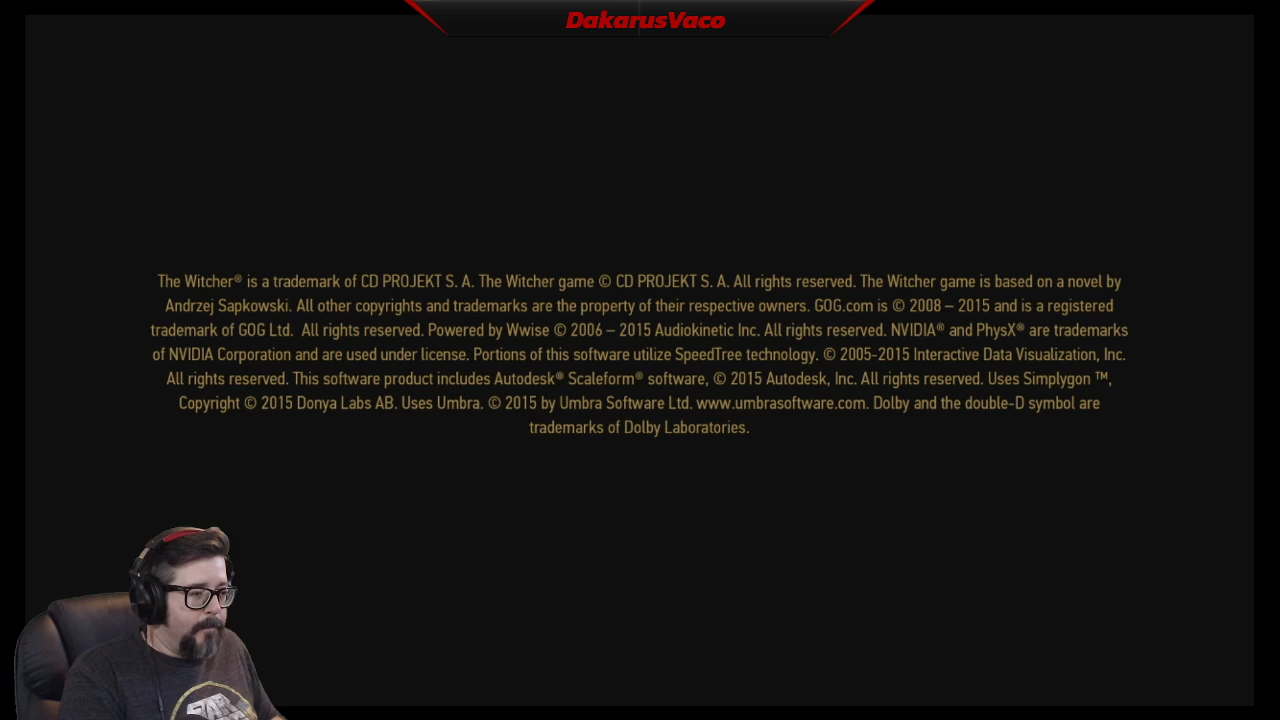 DakarusVaco
The Witcher® is a trademark of CD PROJEKT S. A. The Witcher game © CD PROJEKT S. A. All rights reserved. The Witcher game is based on a novel by
Andrzej Sapkowski. All other copyrights and trademarks are the property of their respective owners. GOG.com is © 2008 – 2015 and is a registered
trademark of GOG Ltd.  All rights reserved. Powered by Wwise © 2006 – 2015 Audiokinetic Inc. All rights reserved. NVIDIA® and PhysX® are trademarks
of NVIDIA Corporation and are used under license. Portions of this software utilize SpeedTree technology. © 2005-2015 Interactive Data Visualization, Inc.
All rights reserved. This software product includes Autodesk® Scaleform® software, © 2015 Autodesk, Inc. All rights reserved. Uses Simplygon ™,
Copyright © 2015 Donya Labs AB. Uses Umbra. © 2015 by Umbra Software Ltd. www.umbrasoftware.com. Dolby and the double-D symbol are
trademarks of Dolby Laboratories.
STAR